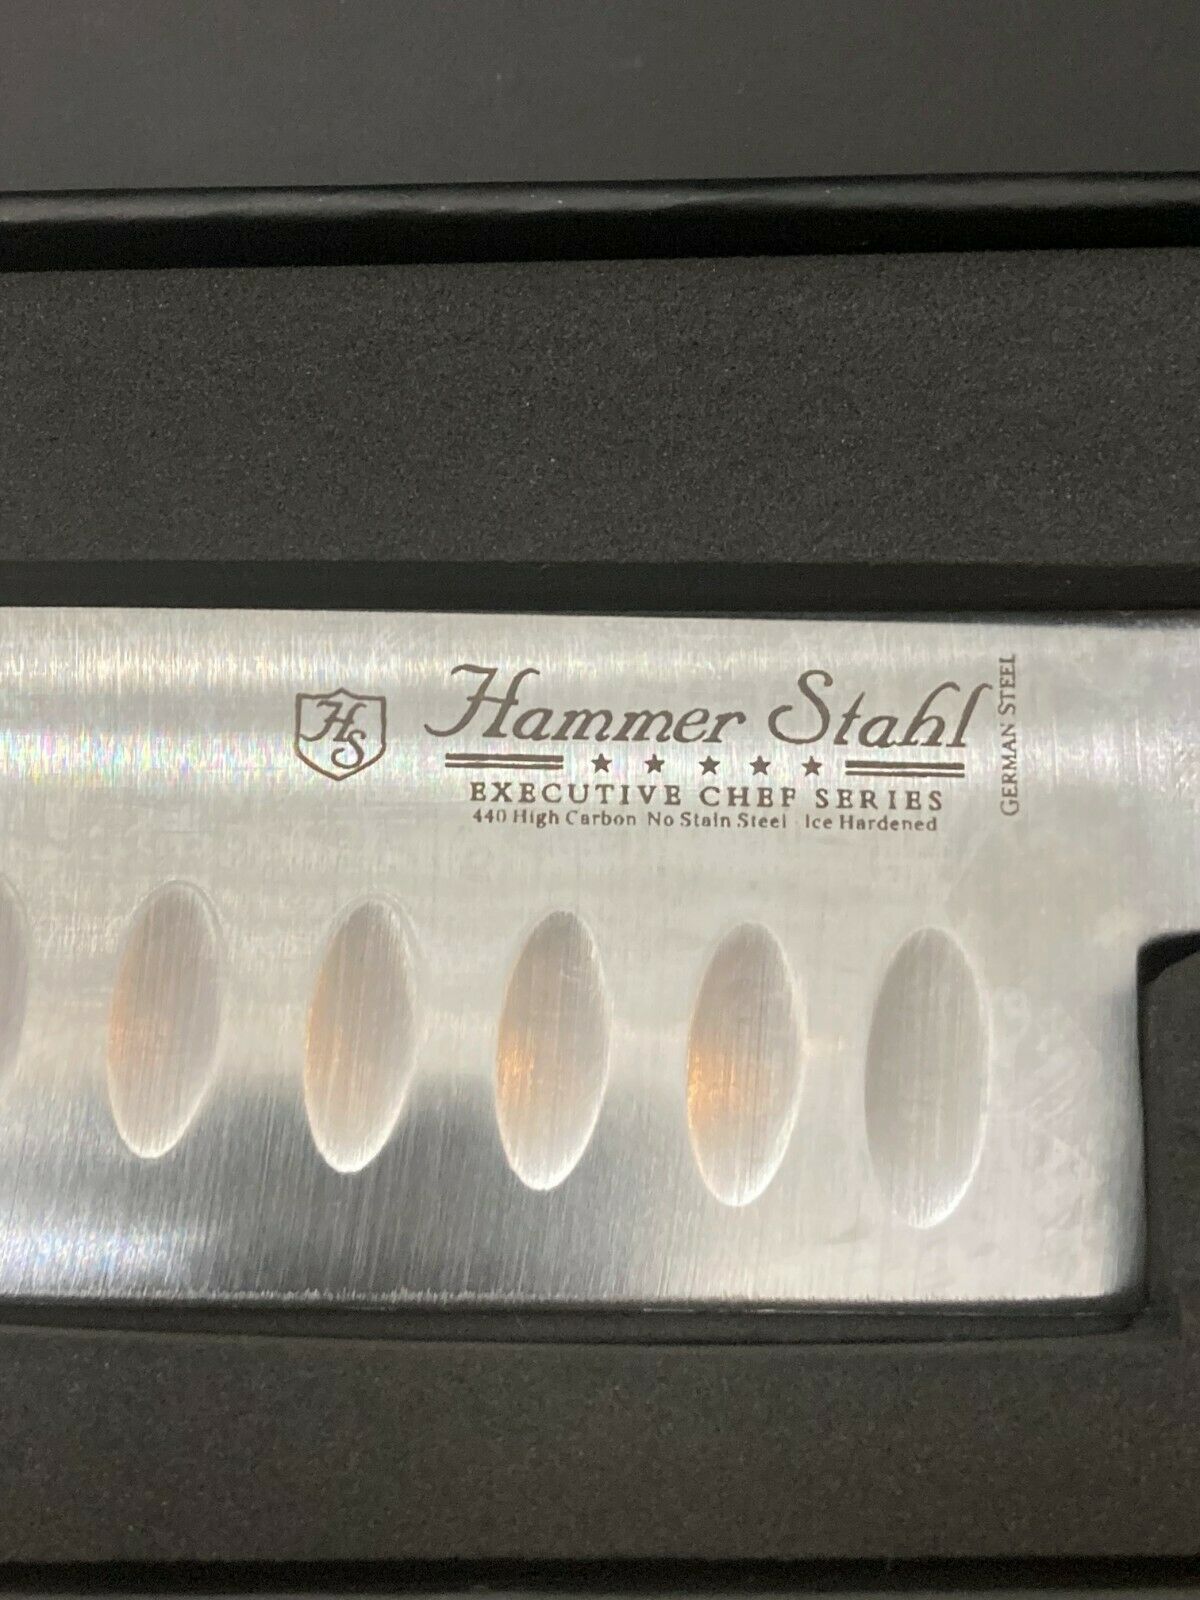 HS
Hammer Stahl
★ ★ ★ ★ ★
EXECUTIVE CHEF SERIES
440 High Carbon No Stain Steel · Ice Hardened
GERMAN STEEL